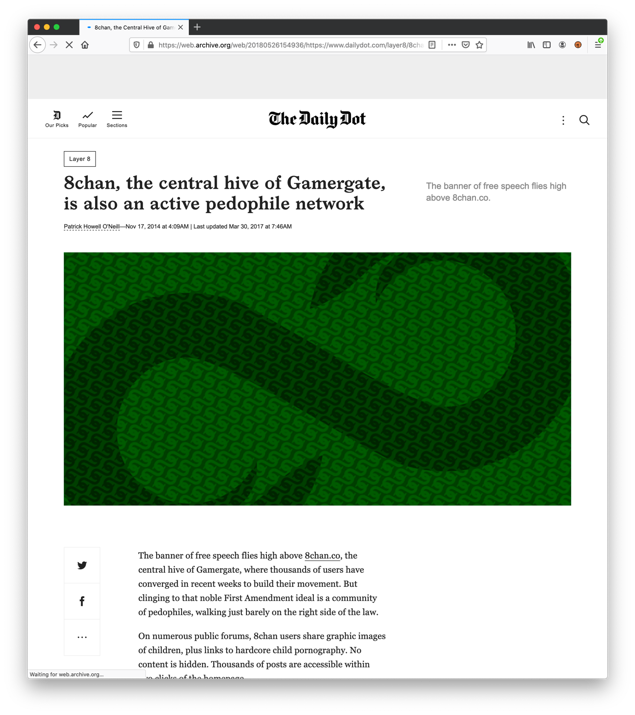 8chan, the Central Hive of Gam
https://web.archive.org/web/20180526154936/https://www.dailydot.com/layer8/8ch
Our Picks
Popular
Sections
The Daily Dot
Layer 8
8chan, the central hive of Gamergate,
is also an active pedophile network
The banner of free speech flies high
above 8chan.co.
Patrick Howell O'Neill—Nov 17, 2014 at 4:09AM | Last updated Mar 30, 2017 at 7:46AM
The banner of free speech flies high above 8chan.co, the
central hive of Gamergate, where thousands of users have
converged in recent weeks to build their movement. But
clinging to that noble First Amendment ideal is a community
of pedophiles, walking just barely on the right side of the law.
On numerous public forums, 8chan users share graphic images
of children, plus links to hardcore child pornography. No
content is hidden. Thousands of posts are accessible within
clicks of the homepage
Waiting for web.archive.org...